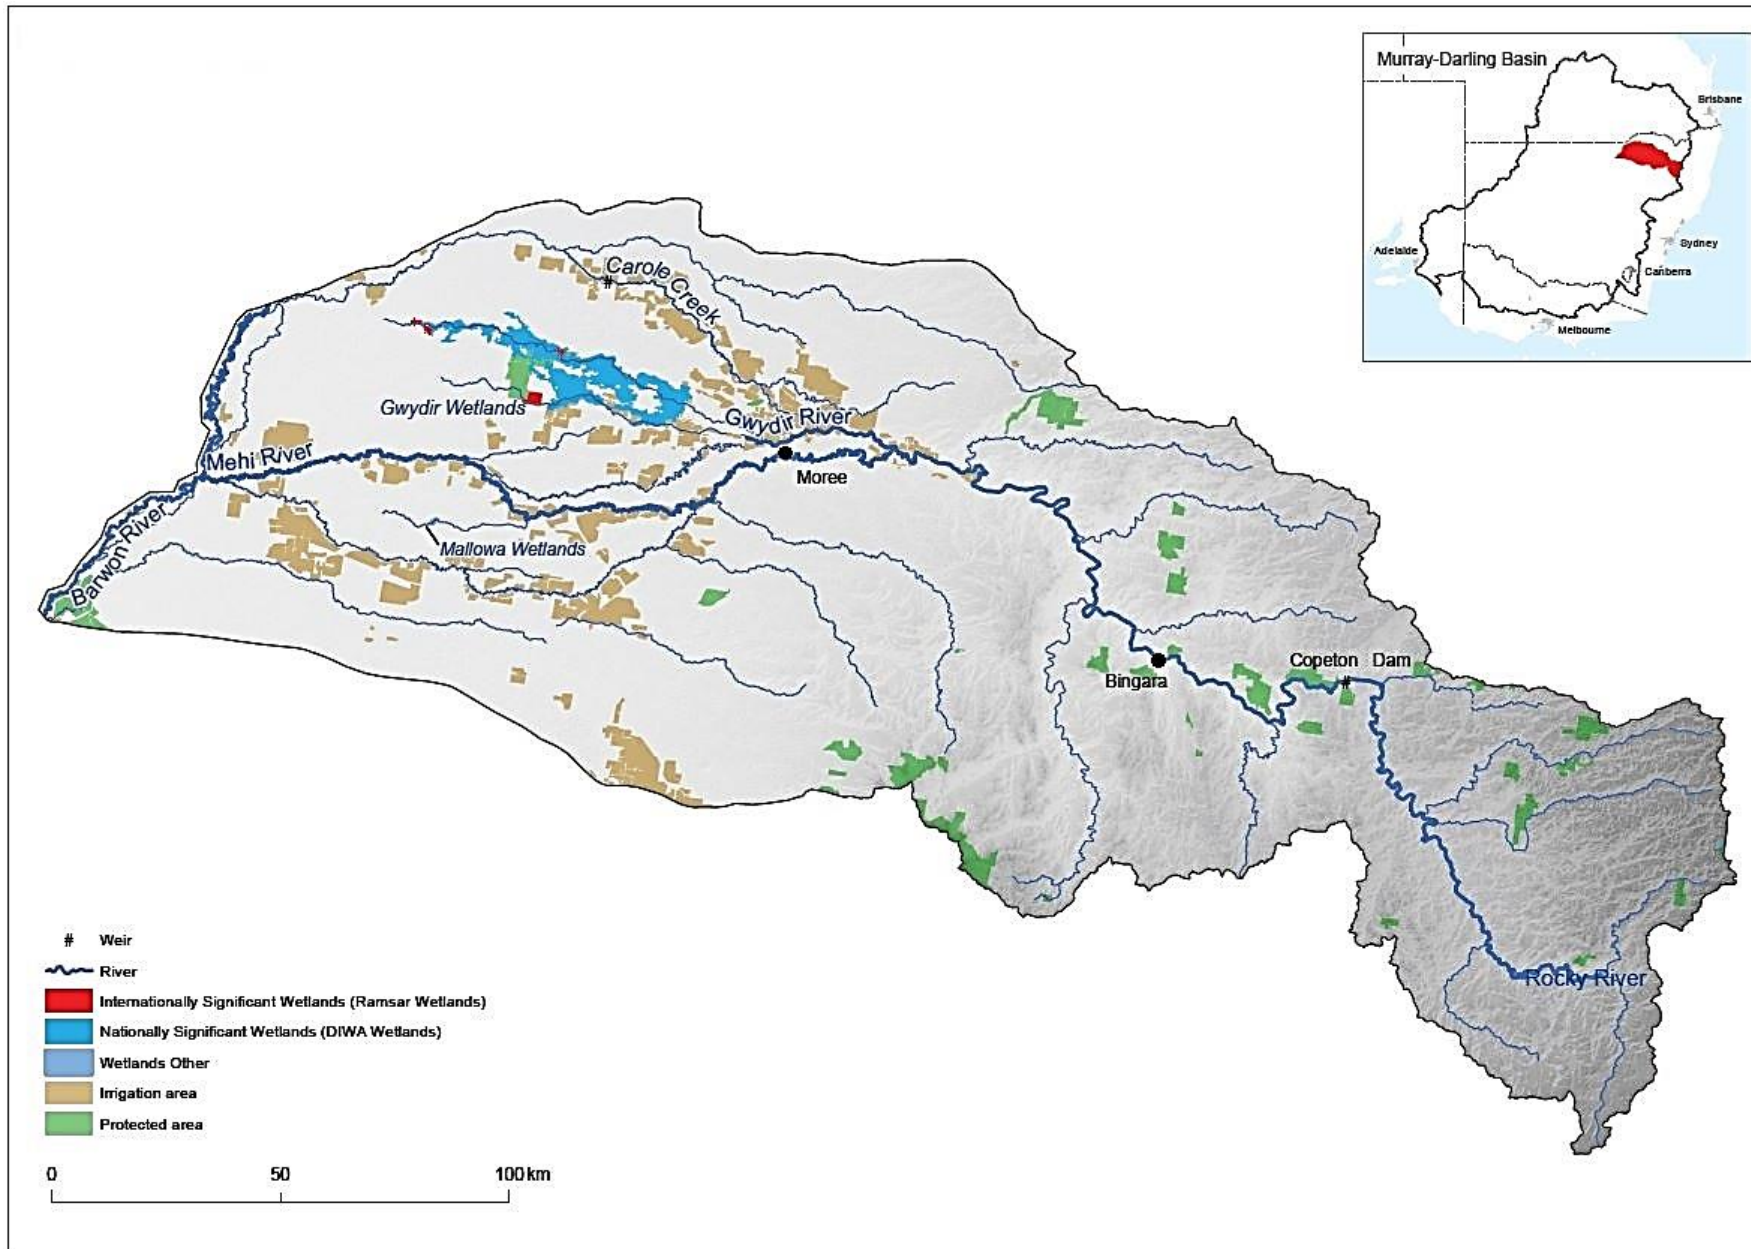 Murray-Darling Basin
Brisbane
Adelaide
Sydney
Canberra
Melbourne
Carole Creek
Gwydir Wetlands
Gwydir River
Mehi River
Moree
Barwon River
Mallowa Wetlands
Copeton Dam
Bingara
Rocky River
# Weir
River
Internationally Significant Wetlands (Ramsar Wetlands)
Nationally Significant Wetlands (DIWA Wetlands)
Wetlands Other
Irrigation area
Protected area
0 50 100 km